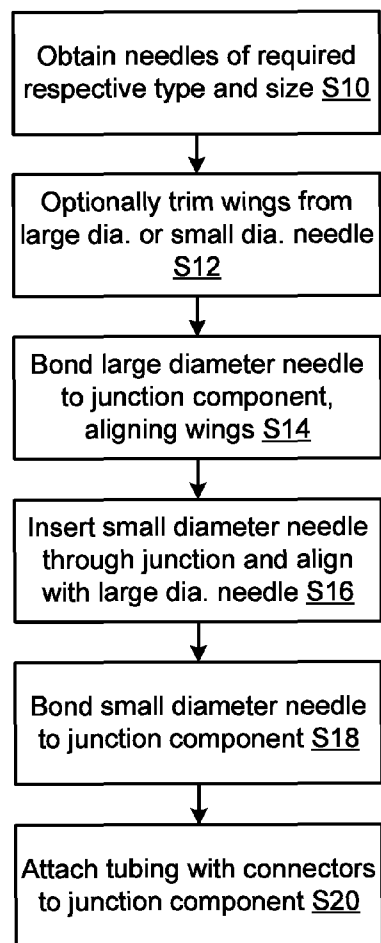 Obtain needles of required
respective type and size S10
Optionally trim wings from
large dia. or small dia. needle
S12
Bond large diameter needle
to junction component,
aligning wings S14
Insert small diameter needle
through junction and align
with large dia. needle S16
Bond small diameter needle
to junction component S18
Attach tubing with connectors
to junction component S20